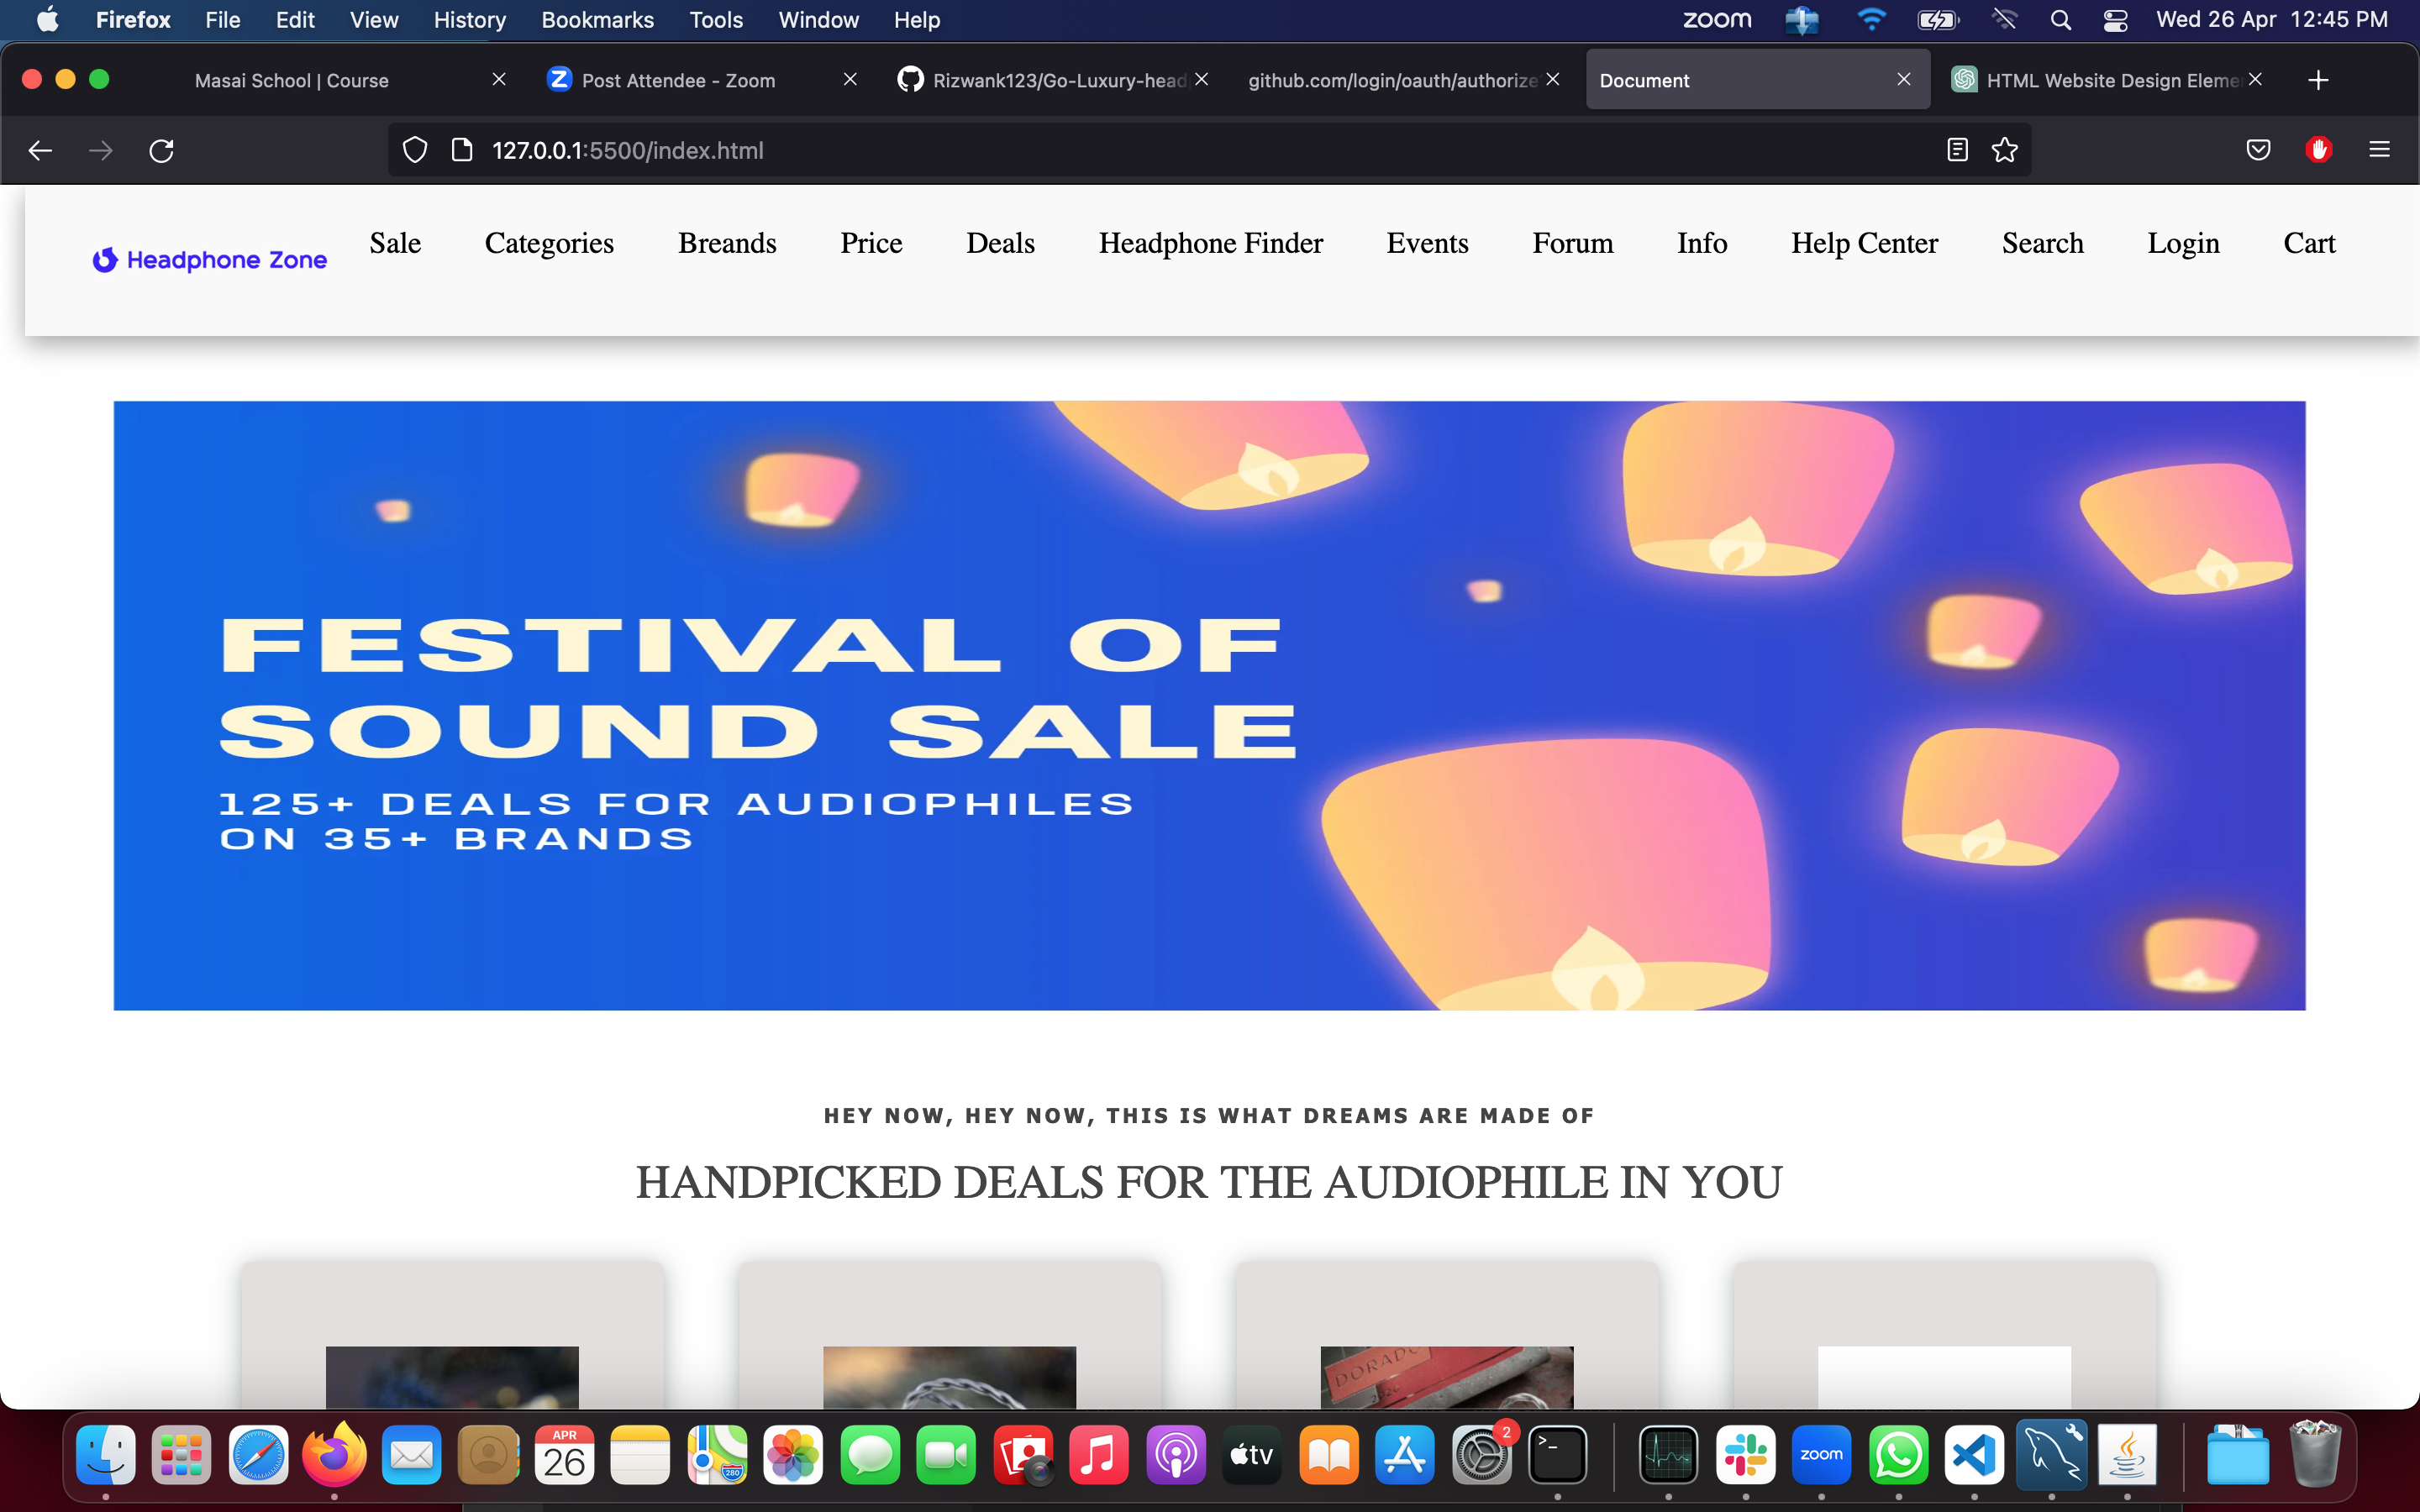 Firefox File Edit View History Bookmarks Tools Window Help zoom Wed 26 Apr 12:45 PM
Masai School | Course Post Attendee - Zoom Rizwank123/Go-Luxury-head github.com/login/oauth/authorize Document HTML Website Design Eleme
127.0.0.1:5500/index.html
Headphone Zone Sale Categories Breands Price Deals Headphone Finder Events Forum Info Help Center Search Login Cart
FESTIVAL OF
SOUND SALE
125+ DEALS FOR AUDIOPHILES
ON 35+ BRANDS
HEY NOW, HEY NOW, THIS IS WHAT DREAMS ARE MADE OF
HANDPICKED DEALS FOR THE AUDIOPHILE IN YOU
DORADO
2020
APR
26
280
tv
2
zoom